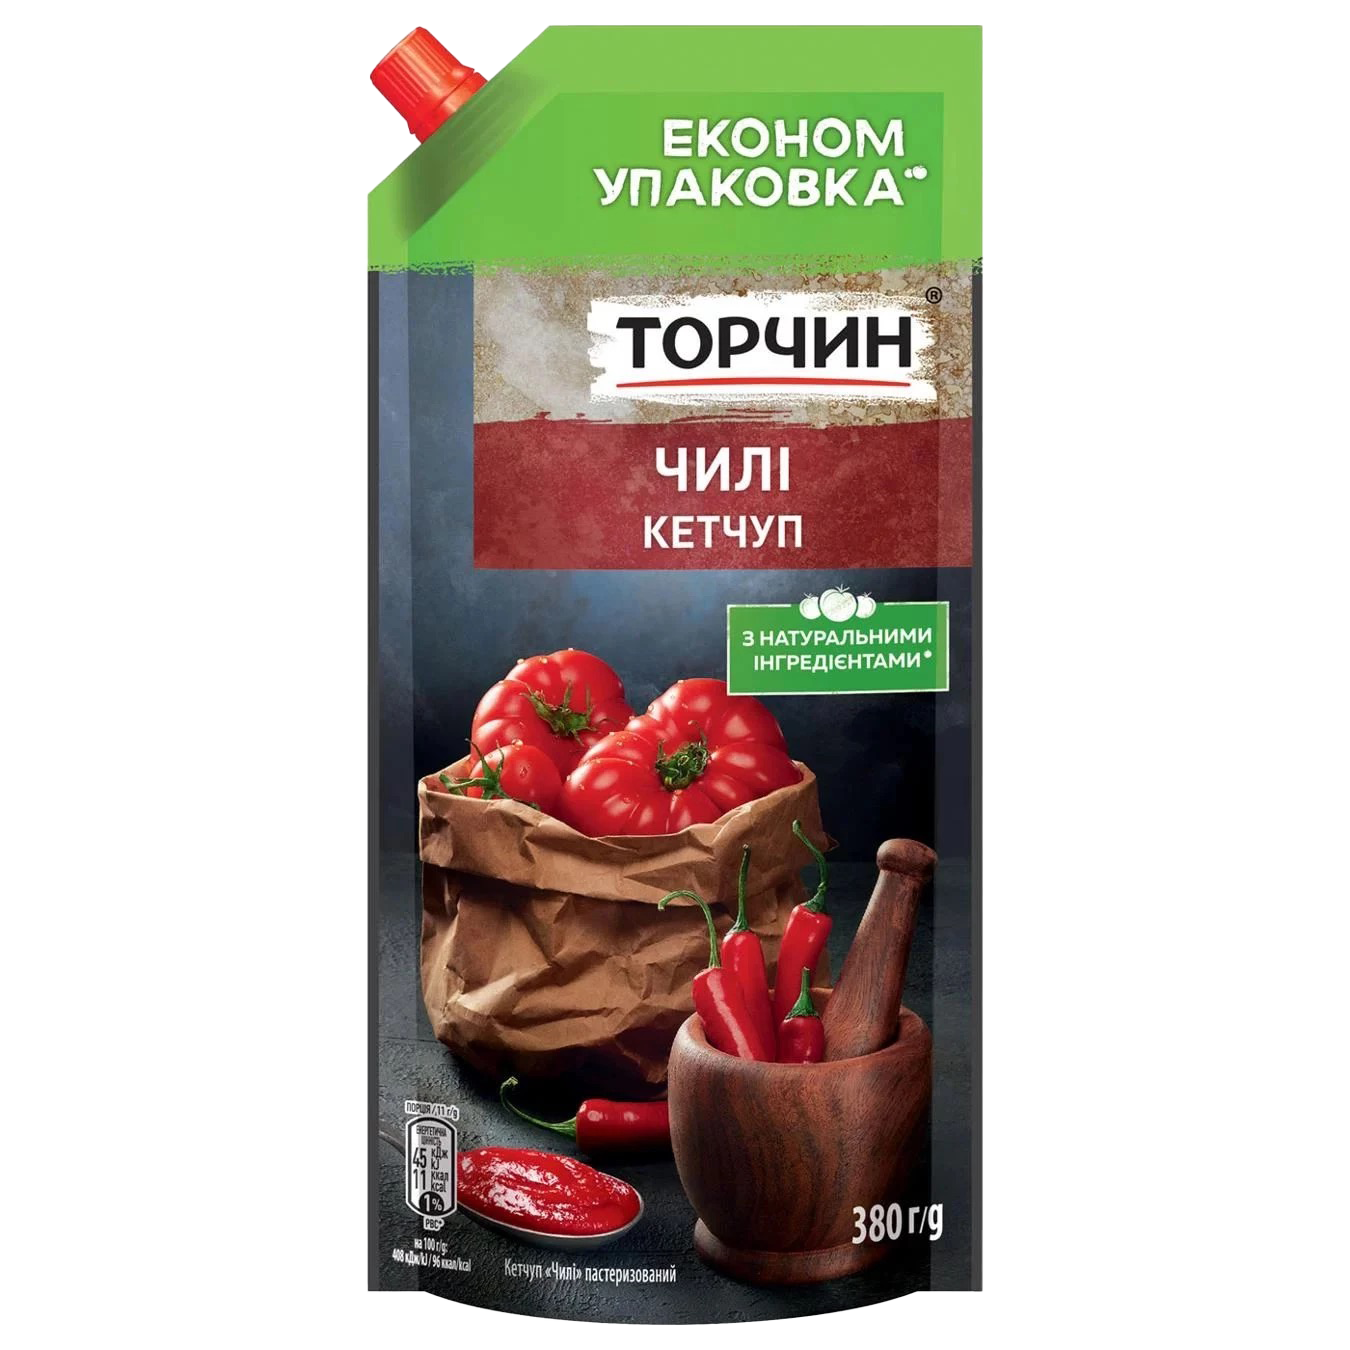 ЕКОНОМ
УПАКОВКА**
ТОРЧИН®
ЧИЛІ
КЕТЧУП
З НАТУРАЛЬНИМИ
ІНГРЕДІЄНТАМИ*
ПОРЦІЯ / 11 г/g
ЕНЕРГЕТИЧНА
ЦІННІСТЬ
45 кДж
kJ
11 ккал
kcal
1%
РВС*
на 100 г/g:
408 кДж/kJ / 96 ккал/kcal
Кетчуп «Чилі» пастеризований
380 г/g